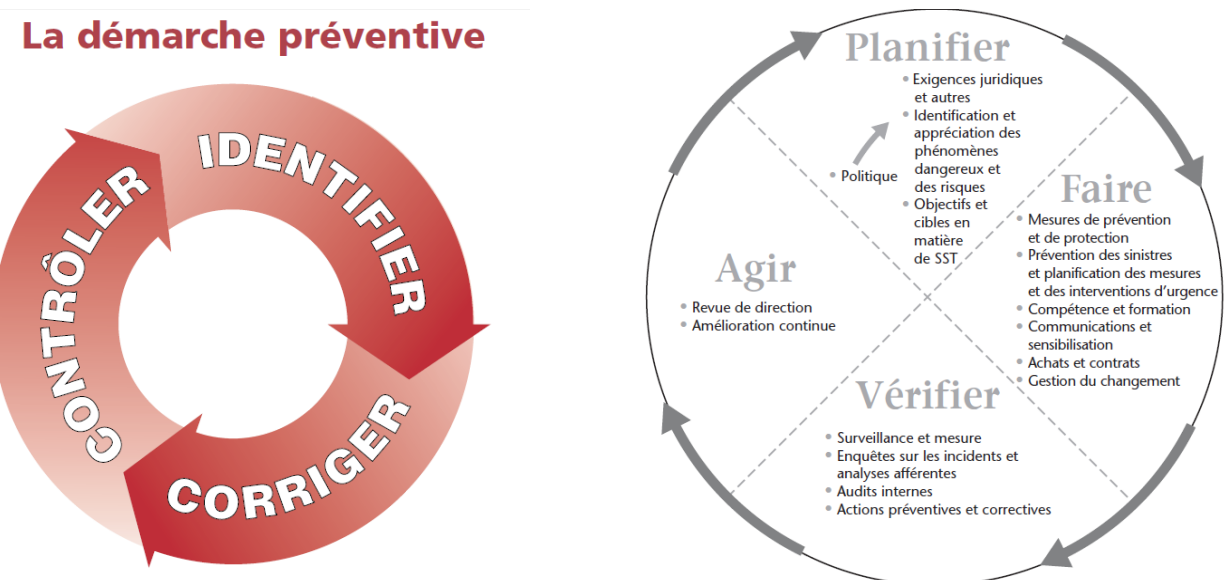 La démarche préventive
IDENTIFIER
CORRIGER
CONTRÔLER
Planifier
• Exigences juridiques
et autres
• Identification et
appréciation des
phénomènes
dangereux et
des risques
• Objectifs et
cibles en
matière
de SST
• Politique
Faire
• Mesures de prévention
et de protection
• Prévention des sinistres
et planification des mesures
et des interventions d'urgence
• Compétence et formation
• Communications et
sensibilisation
• Achats et contrats
• Gestion du changement
Vérifier
• Surveillance et mesure
• Enquêtes sur les incidents et
analyses afférentes
• Audits internes
• Actions préventives et correctives
Agir
• Revue de direction
• Amélioration continue